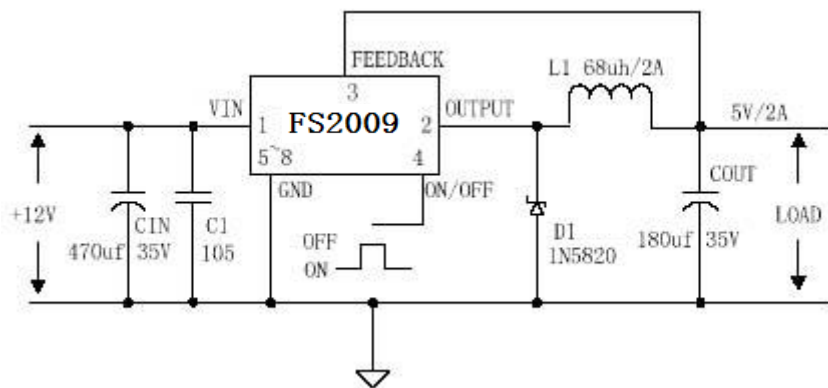 FEEDBACK
L1 68uh/2A
3
VIN
OUTPUT
5V/2A
1 FS2009 2
5~8 4
GND
ON/OFF
COUT
+12V
CIN
C1
LOAD
470uf 35V
105
OFF
ON
D1
1N5820
180uf 35V